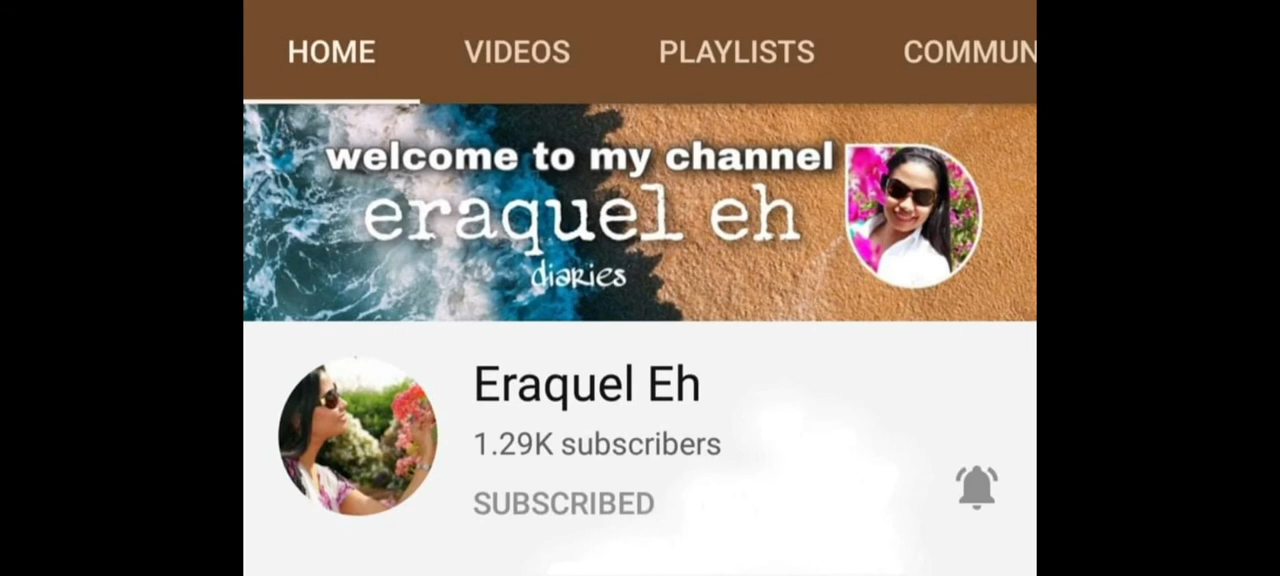 HOME VIDEOS PLAYLISTS COMMUN
welcome to my channel
eraquel eh
diaries
Eraquel Eh
1.29K subscribers
SUBSCRIBED